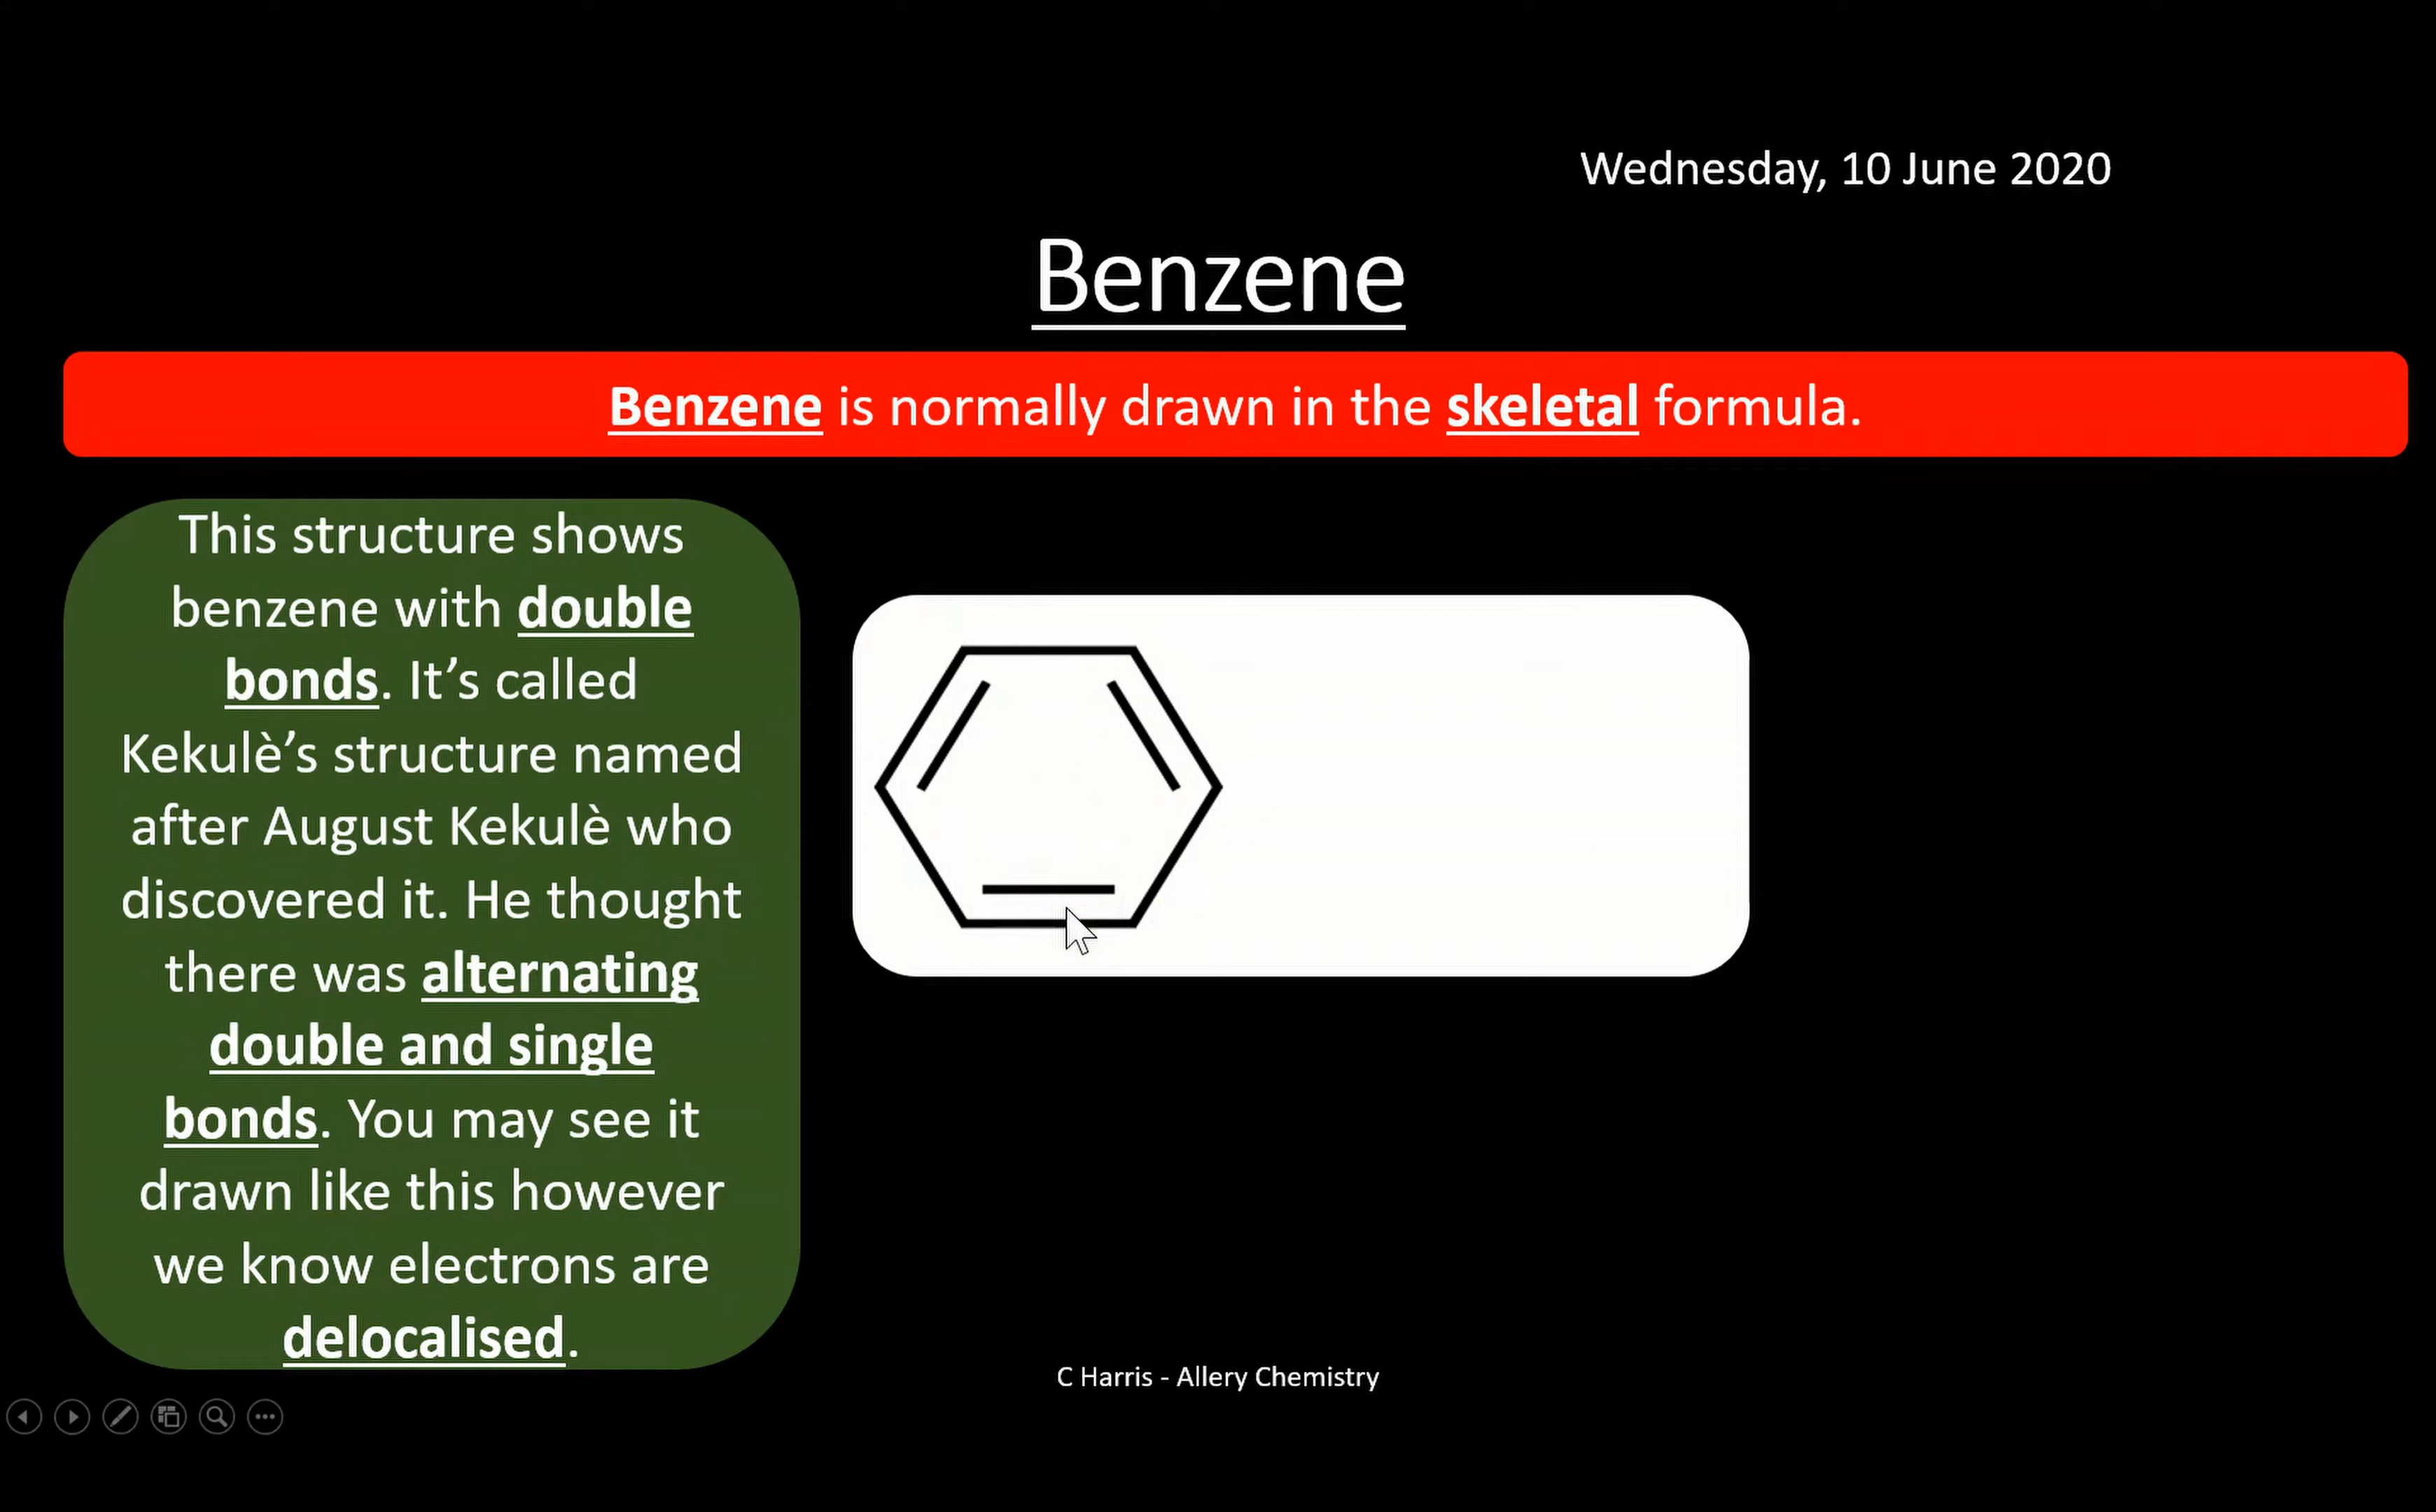 Wednesday, 10 June 2020
Benzene
Benzene is normally drawn in the skeletal formula.
This structure shows
benzene with double
bonds. It’s called
Kekulè’s structure named
after August Kekulè who
discovered it. He thought
there was alternating
double and single
bonds. You may see it
drawn like this however
we know electrons are
delocalised.
C Harris - Allery Chemistry